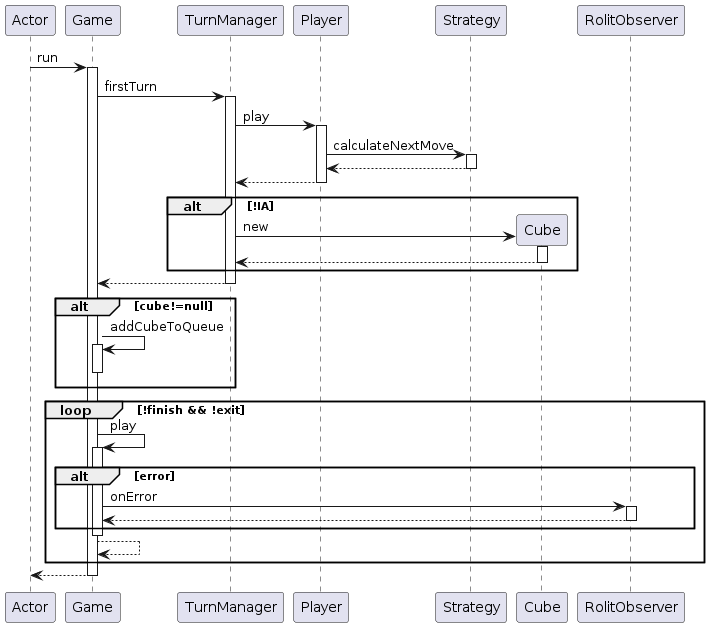 Actor Game TurnManager Player Strategy RolitObserver
run
firstTurn
play
calculateNextMove
alt [!IA]
new Cube
alt [cube!=null]
addCubeToQueue
loop [!finish && !exit]
play
alt [error]
onError
Actor Game TurnManager Player Strategy Cube RolitObserver